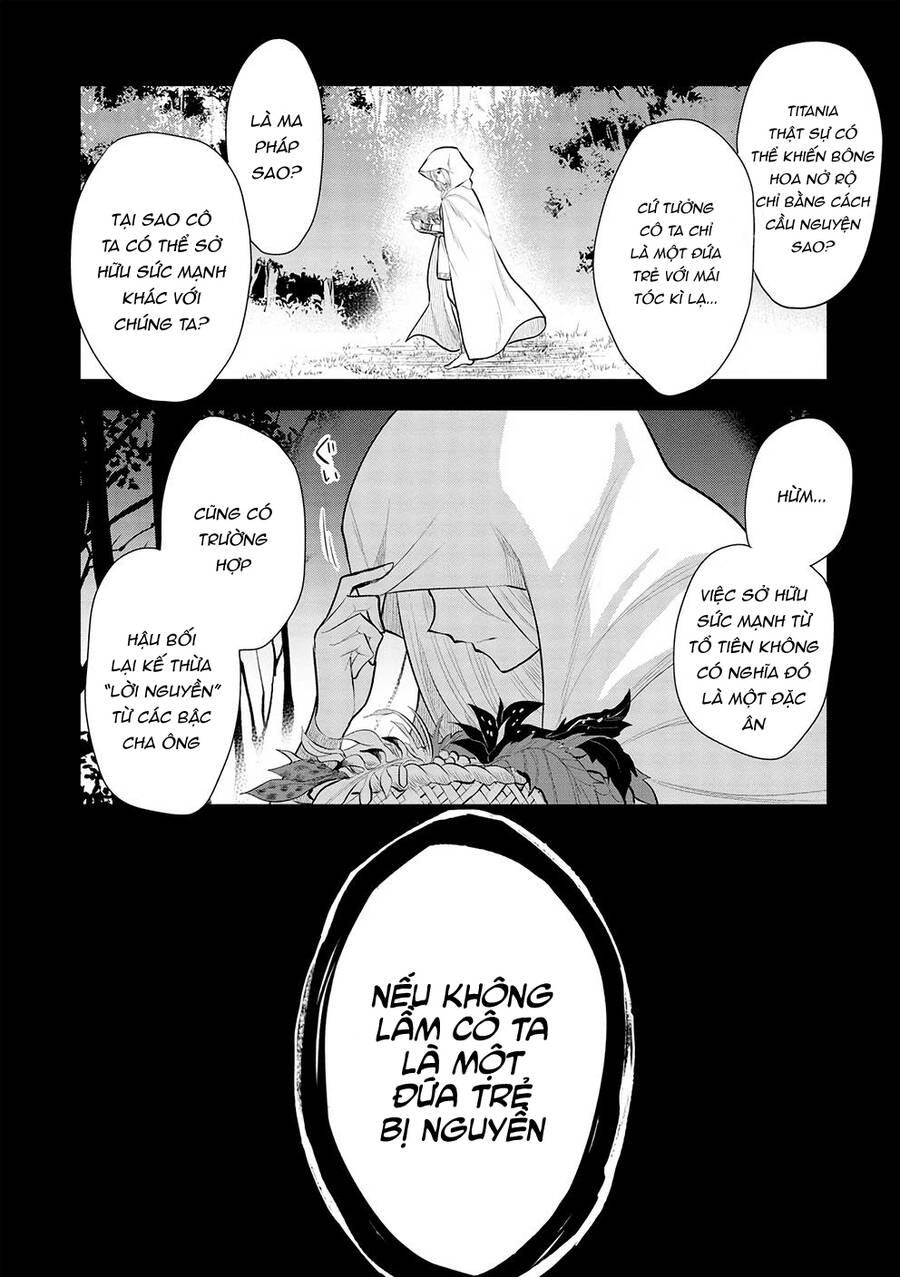 TITANIA
THẬT SỰ CÓ
THỂ KHIẾN BÔNG
HOA NỞ RỘ
CHỈ BẰNG CÁCH
CẦU NGUYỆN
SAO?
CỨ TƯỞNG
CÔ TA CHỈ
LÀ MỘT ĐỨA
TRẺ VỚI MÁI
TÓC KÌ LẠ...
LÀ MA
PHÁP
SAO?
TẠI SAO CÔ
TA CÓ THỂ SỞ
HỮU SỨC MẠNH
KHÁC VỚI
CHÚNG TA?
HỪM...
VIỆC SỞ HỮU
SỨC MẠNH TỪ
TỔ TIÊN KHÔNG
CÓ NGHĨA ĐÓ
LÀ MỘT ĐẶC
ÂN
ぐい
CŨNG CÓ
TRƯỜNG
HỢP
HẬU BỐI
LẠI KẾ THỪA
“LỜI NGUYỀN”
TỪ CÁC BẬC
CHA ÔNG
NẾU KHÔNG
LẦM CÔ TA
LÀ MỘT
ĐỨA TRẺ
BỊ NGUYỀN